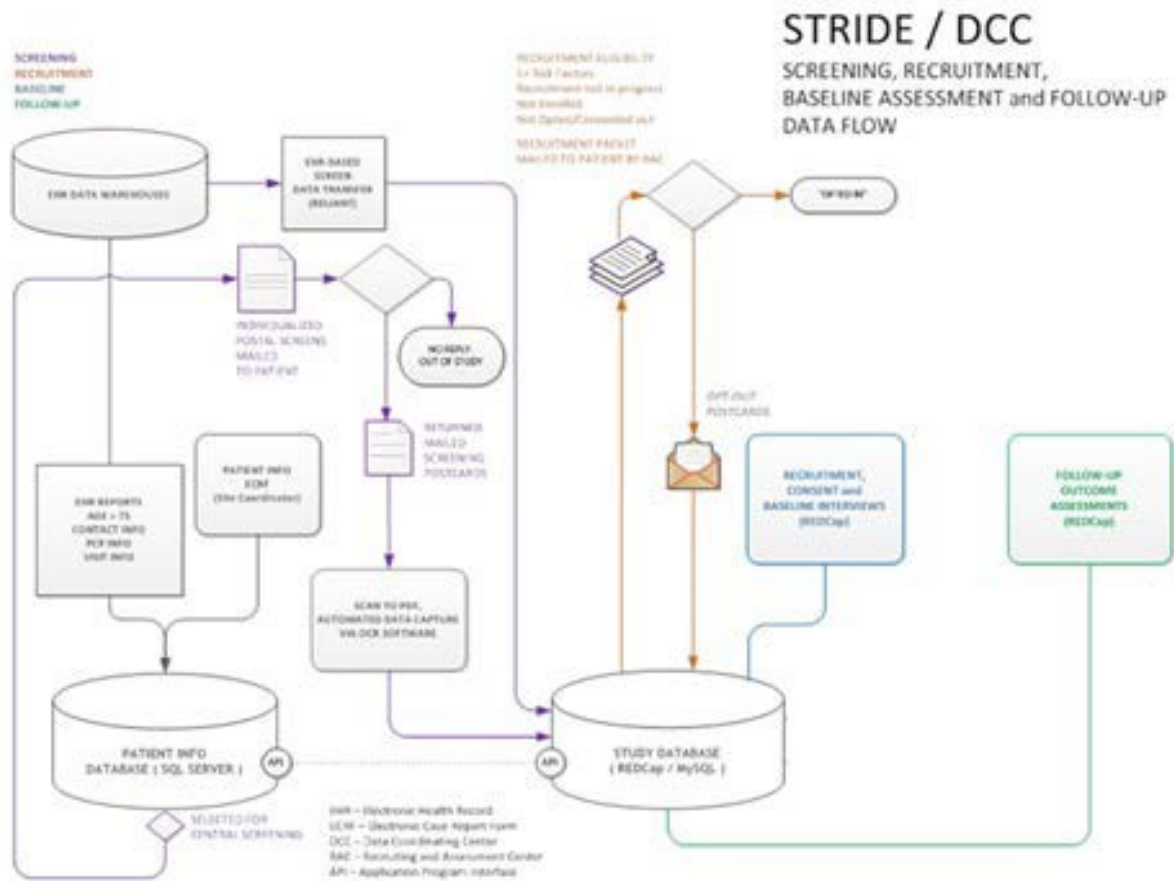 STRIDE / DCC
SCREENING, RECRUITMENT,
BASELINE ASSESSMENT and FOLLOW-UP
DATA FLOW
SCREENING
RECRUITMENT
BASELINE
FOLLOW-UP
RECRUITMENT ELIGIBILITY
Recruitment not in progress
Not Enrolled
Not Opted/Consented out
RECRUITMENT PACKET
MAILED TO PATIENT BY RAC
EHR DATA WAREHOUSES
EHR-BASED
SCREEN
DATA TRANSFER
(RELIANT)
"OPTED IN"
INDIVIDUALIZED
POSTAL SCREENS
MAILED
TO PATIENT
NO REPLY
OUT OF STUDY
OPT-OUT
POSTCARDS
RETURNED
MAILED
SCREENING
POSTCARDS
EHR REPORTS
AGE > 75
CONTACT INFO
PCP INFO
VISIT INFO
PATIENT INFO
(Site Coordinator)
RECRUITMENT,
CONSENT and
BASELINE INTERVIEWS
(REDCap)
FOLLOW-UP
OUTCOME
ASSESSMENTS
(REDCap)
SCAN TO PDF,
AUTOMATED DATA CAPTURE
VIA OCR SOFTWARE
PATIENT INFO
DATABASE ( SQL SERVER )
API
API
STUDY DATABASE
( REDCap / MySQL )
SELECTED FOR
CENTRAL SCREENING
EHR – Electronic Health Record
– Electronic Case Report Form
DCC – Data Coordinating Center
RAC – Recruiting and Assessment Center
API – Application Program Interface